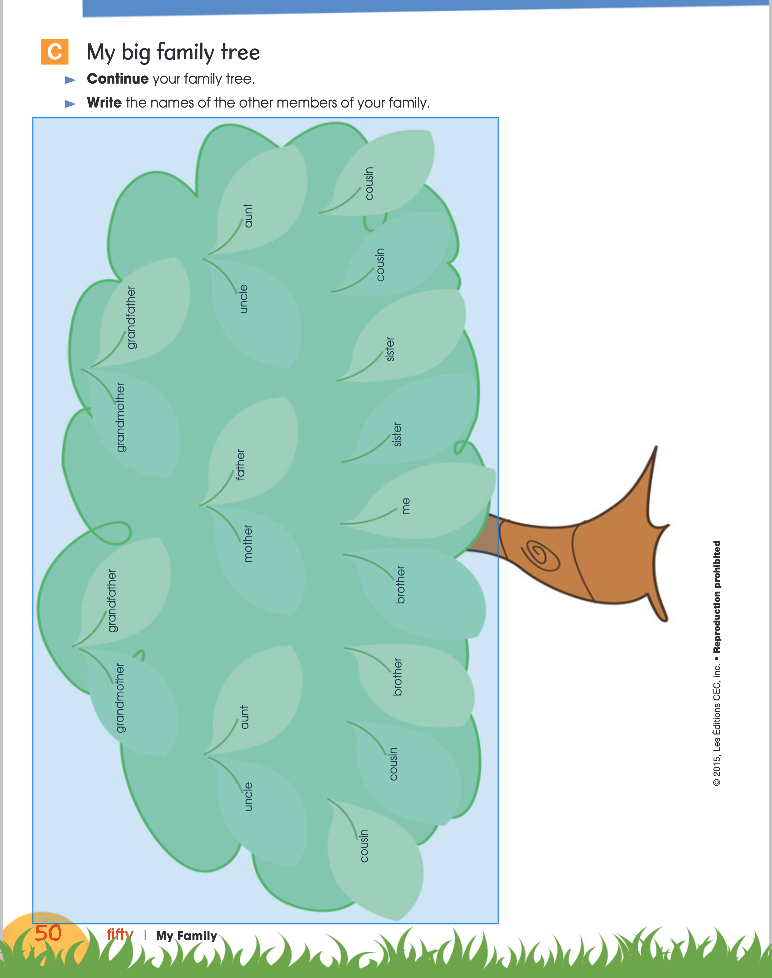 C My big family tree
► Continue your family tree.
► Write the names of the other members of your family.
grandmother
grandfather
grandmother
grandfather
uncle
aunt
mother
father
uncle
aunt
cousin
cousin
brother
brother
me
sister
sister
cousin
cousin
© 2015, Les Éditions CEC, inc. • Reproduction prohibited
50 fifty | My Family